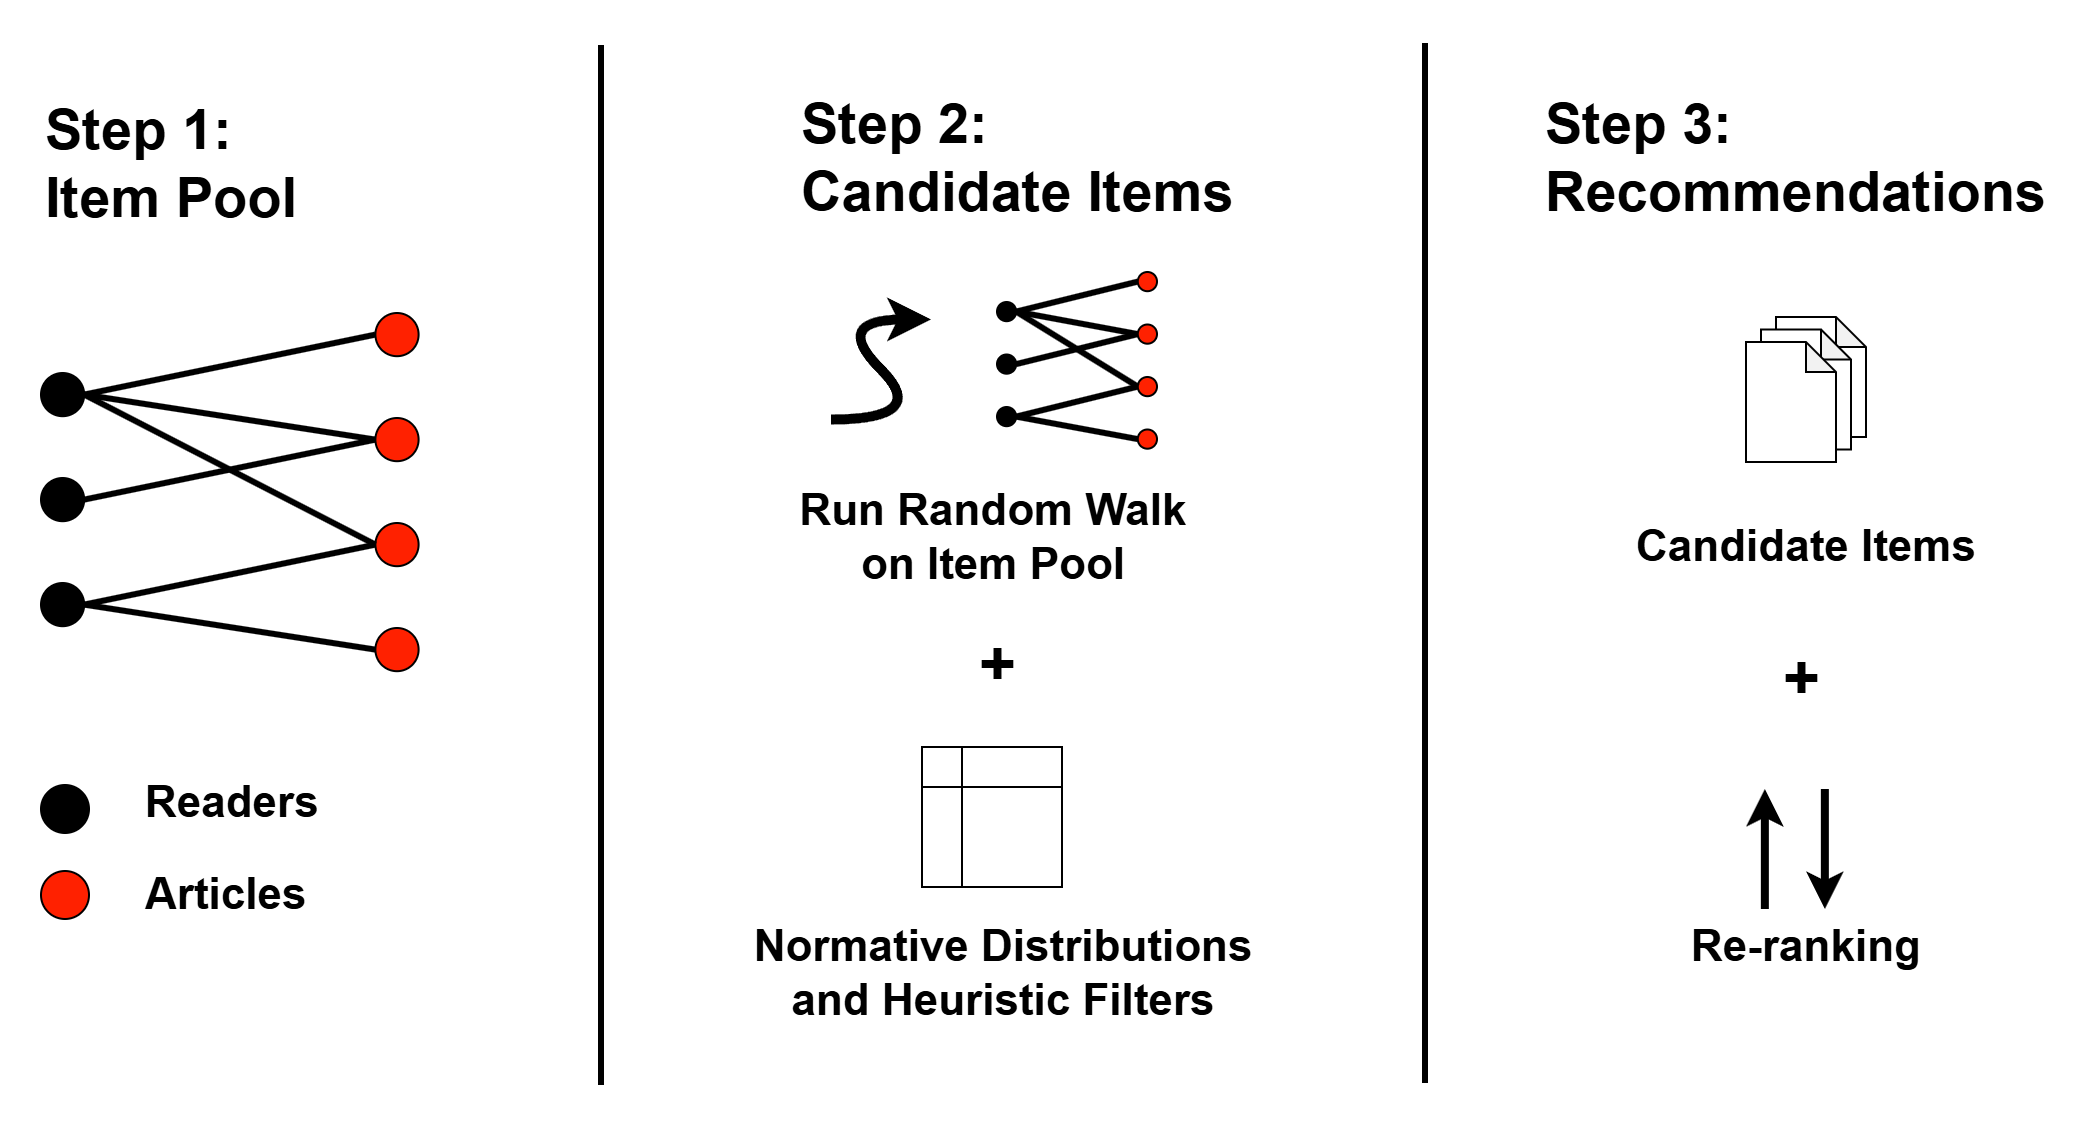 Step 1:
Item Pool
Readers
Articles
Step 2:
Candidate Items
Run Random Walk
on Item Pool
+
Normative Distributions
and Heuristic Filters
Step 3:
Recommendations
Candidate Items
+
Re-ranking